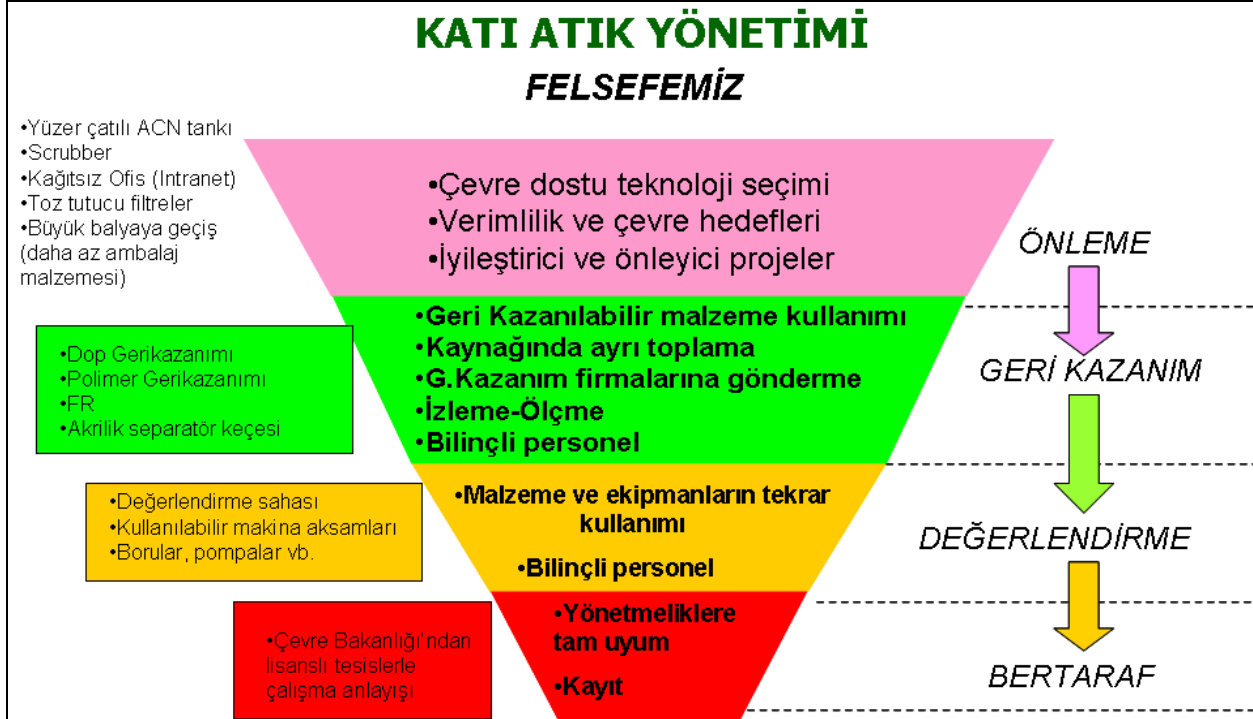 KATI ATIK YÖNETİMİ
FELSEFEMİZ
•Yüzer çatılı ACN tankı
•Scrubber
•Kağıtsız Ofis (Intranet)
•Toz tutucu filtreler
•Büyük balyaya geçiş
(daha az ambalaj
malzemesi)
•Çevre dostu teknoloji seçimi
•Verimlilik ve çevre hedefleri
•İyileştirici ve önleyici projeler
ÖNLEME
•Dop Gerikazanımı
•Polimer Gerikazanımı
•FR
•Akrilik separatör keçesi
•Geri Kazanılabilir malzeme kullanımı
•Kaynağında ayrı toplama
•G.Kazanım firmalarına gönderme
•İzleme-Ölçme
•Bilinçli personel
GERİ KAZANIM
•Değerlendirme sahası
•Kullanılabilir makina aksamları
•Borular, pompalar vb.
•Malzeme ve ekipmanların tekrar
kullanımı
•Bilinçli personel
DEĞERLENDİRME
•Çevre Bakanlığı'ndan
lisanslı tesislerle
çalışma anlayışı
•Yönetmeliklere
tam uyum
•Kayıt
BERTARAF